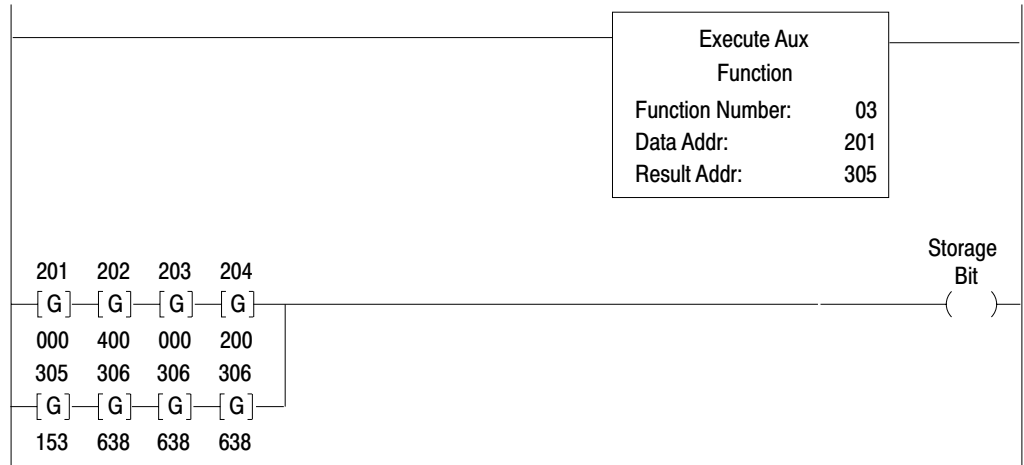 Execute Aux
Function
Function Number: 03
Data Addr: 201
Result Addr: 305
Storage
Bit
201 202 203 204
[G] [G] [G] [G] ( )
000 400 000 200
305 306 306 306
[G] [G] [G] [G]
153 638 638 638